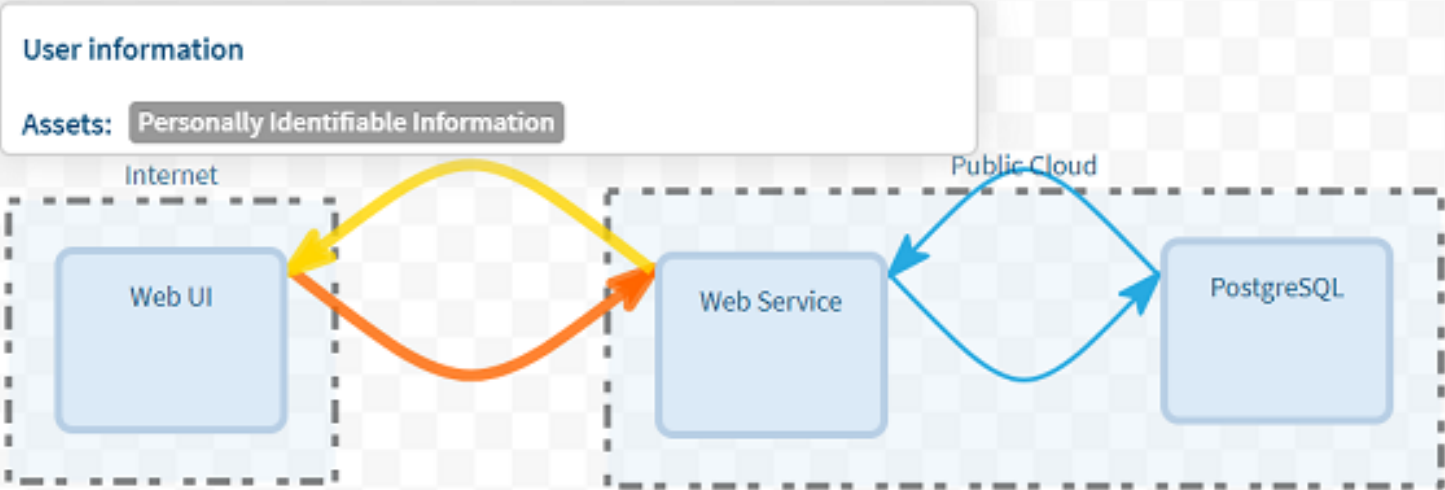 User information
Assets: Personally Identifiable Information
Internet
Public Cloud
Web UI
Web Service
PostgreSQL